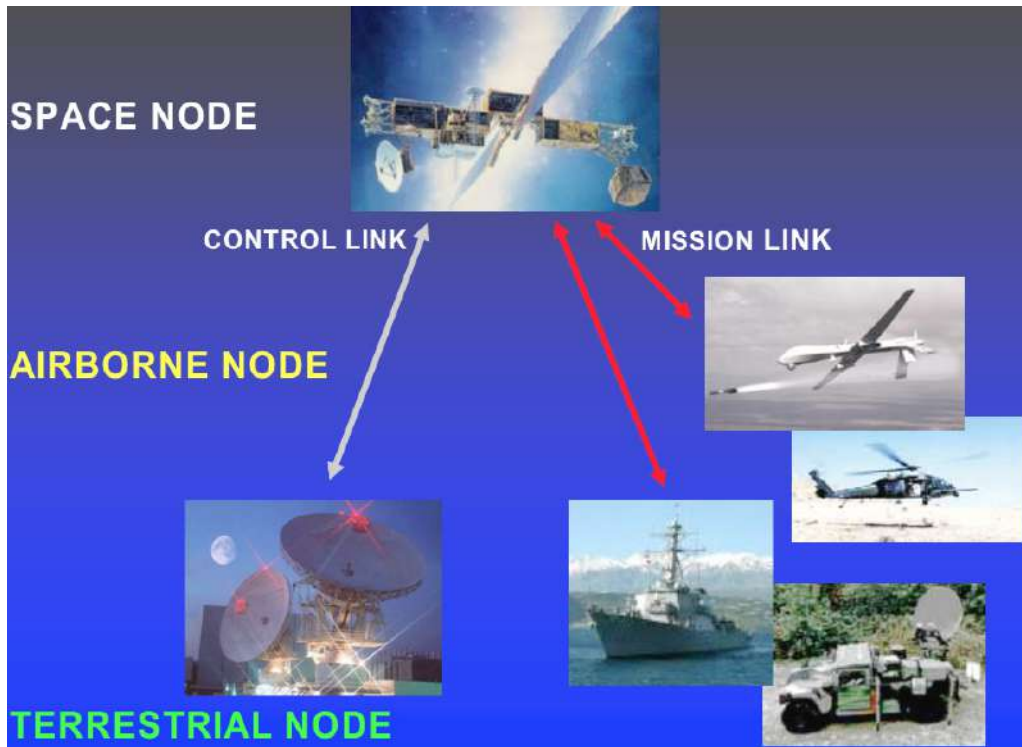 SPACE NODE
CONTROL LINK
MISSION LINK
AIRBORNE NODE
TERRESTRIAL NODE